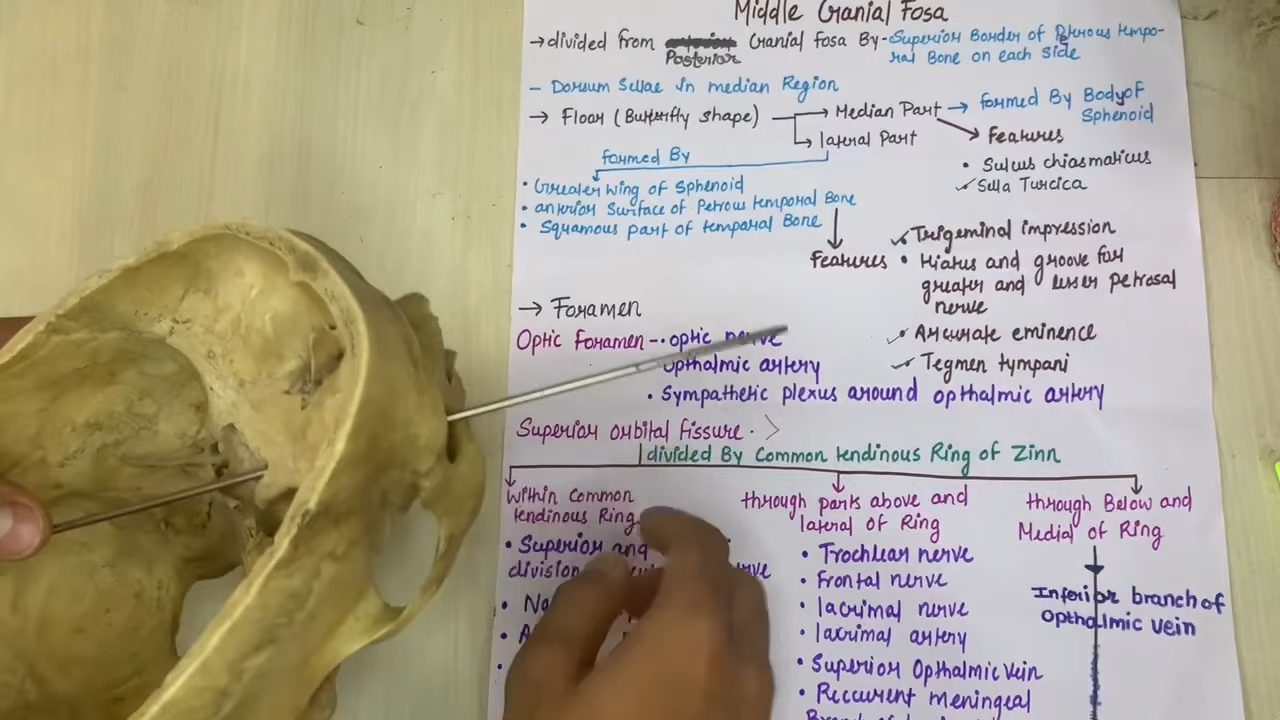 Middle Cranial Fosa
→ divided from Cranial Fosa By - Superior Border of Petrous tempo-
Posterior
ral Bone on each side
- Dorsum Sellae in median Region
→ Floor (Butterfly shape) → Median Part → formed By Body of
Sphenoid
→ lateral Part
Features
• Sulcus chiasmaticus
✓ Sella Turcica
formed By
• Greater wing of Sphenoid
• anterior Surface of Petrous temporal Bone
• Squamous part of temporal Bone
Features
✓ Trigeminal impression
• Hiatus and groove for
greater and lesser petrosal
nerve
✓ Arcuate eminence
✓ Tegmen tympani
→ Foramen
Optic Foramen - • optic nerve
opthalmic artery
• Sympathetic plexus around opthalmic artery
Superior orbital fissure • >
divided By Common tendinous Ring of Zinn
within Common
tendinous Ring
• Superior and
division
• Na
• A
through parts above and
lateral of Ring
• Trochlear nerve
• Frontal nerve
• lacrimal nerve
• lacrimal artery
• Superior Opthalmic vein
• Reccurent meningeal
through Below and
Medial of Ring
Inferior branch of
Opthalmic vein